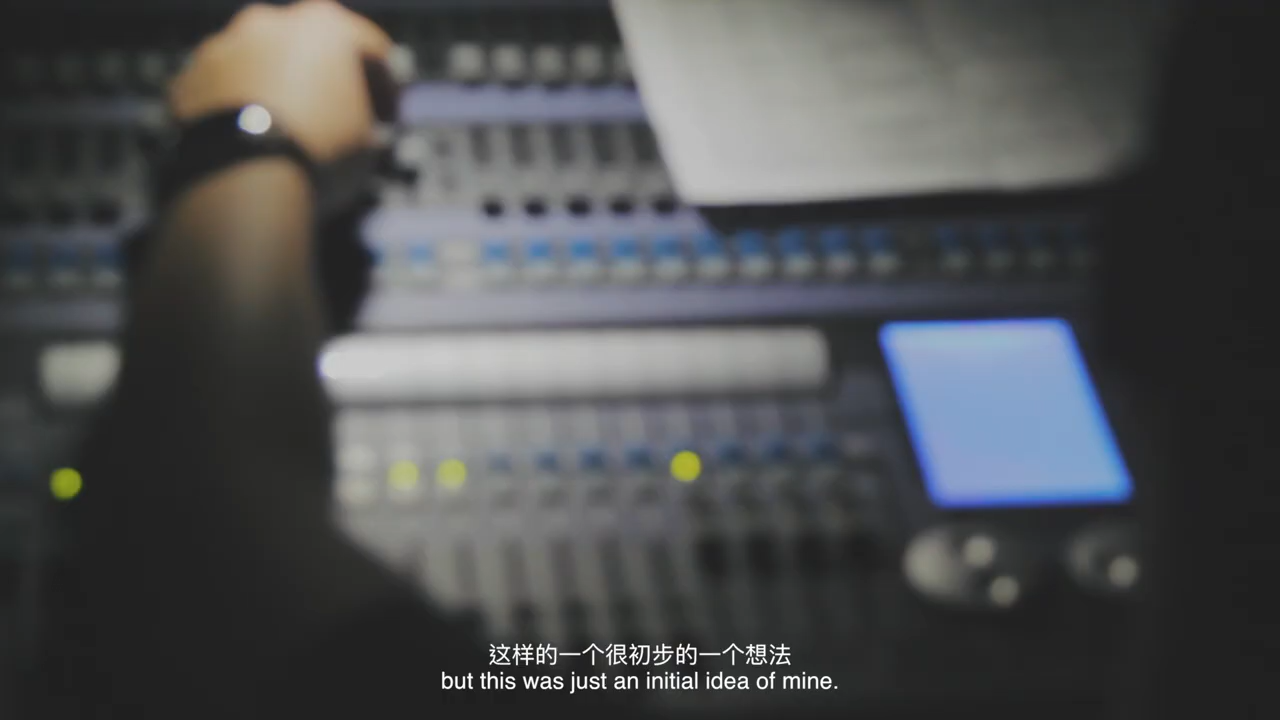 这样的一个很初步的一个想法
but this was just an initial idea of mine.